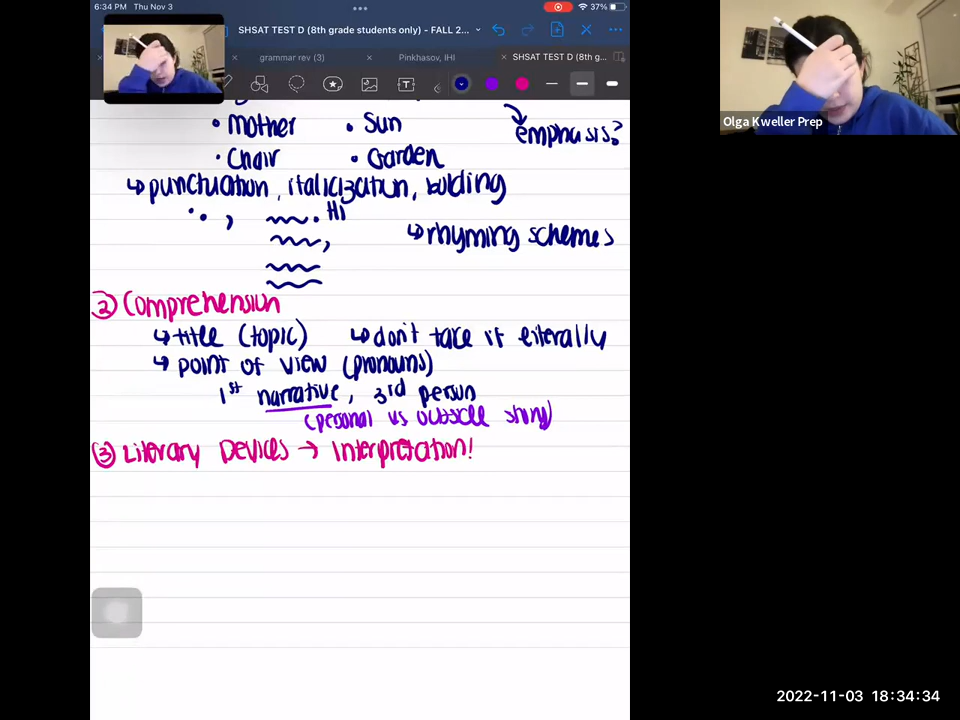 6:34 PM Thu Nov 3
37%
SHSAT TEST D (8th grade students only) - FALL 2...
grammar rev (3)
Pinkhasov, IHI
SHSAT TEST D (8th g...
• Mother • Sun
emphasis?
• Chair • Garden
↳ punctuation, italicization, bolding
Hi
↳ rhyming schemes
② Comprehension
↳ title (topic) ↳ don't take it literally
↳ point of view (pronouns)
1st narrative, 3rd person
(personal vs outside
③ Literary Devices → Interpretation!
Olga Kweller Prep
2022-11-03 18:34:34